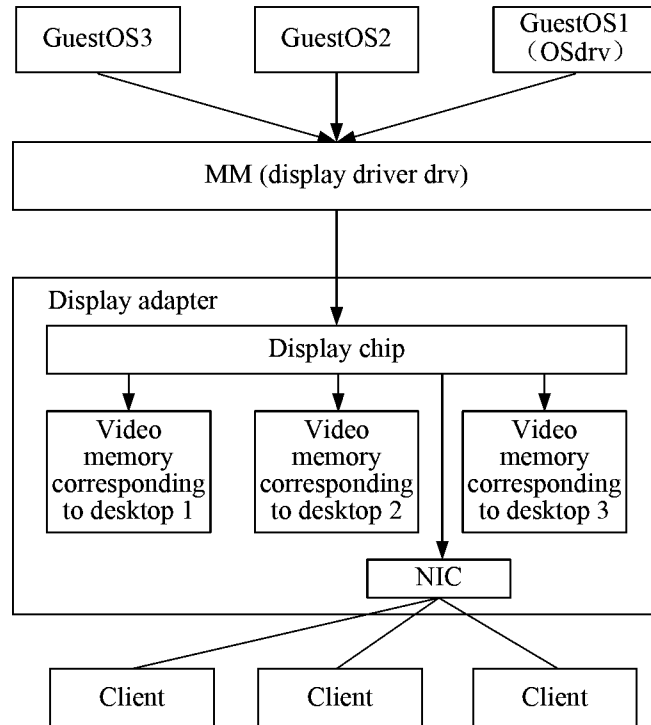 GuestOS3
GuestOS2
GuestOS1
（OSdrv）
MM (display driver drv)
Display adapter
Display chip
Video
memory
corresponding
to desktop 1
Video
memory
corresponding
to desktop 2
Video
memory
corresponding
to desktop 3
NIC
Client
Client
Client